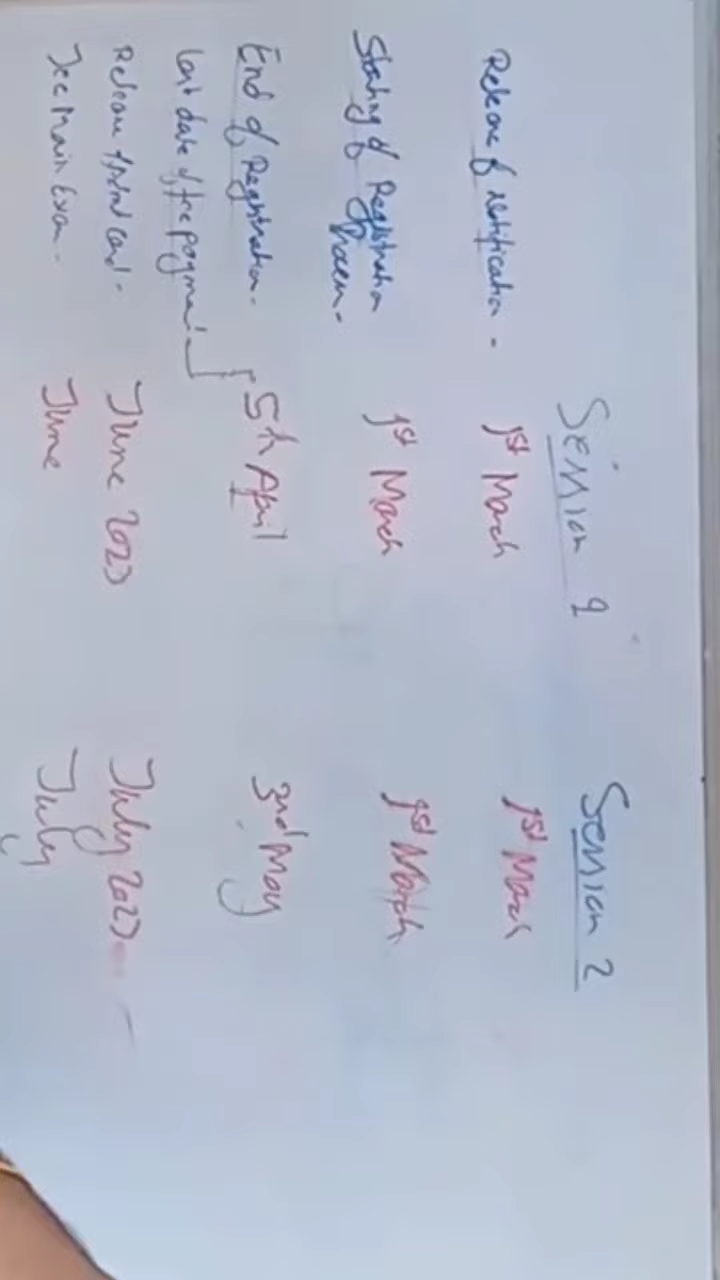 Session 1 Session 2
Release of Notification - 1st March 1st March
Starting of Registration 1st March 1st March
Process -
End of Registration - 5th April 3rd May
Last date of fee payment
Release of Admit card - June 2023 July 2023
Jee Main Exam - June July